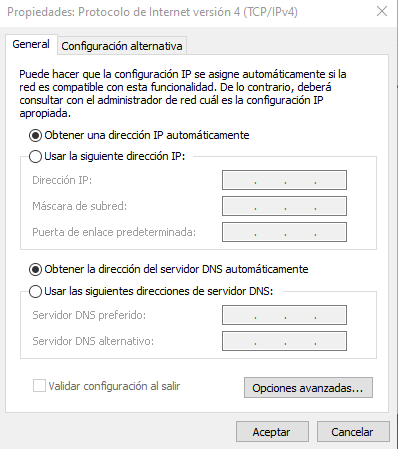 Propiedades: Protocolo de Internet versión 4 (TCP/IPv4)
General
Configuración alternativa
Puede hacer que la configuración IP se asigne automáticamente si la
red es compatible con esta funcionalidad. De lo contrario, deberá
consultar con el administrador de red cuál es la configuración IP
apropiada.
Obtener una dirección IP automáticamente
Usar la siguiente dirección IP:
Dirección IP:
Máscara de subred:
Puerta de enlace predeterminada:
Obtener la dirección del servidor DNS automáticamente
Usar las siguientes direcciones de servidor DNS:
Servidor DNS preferido:
Servidor DNS alternativo:
Validar configuración al salir
Opciones avanzadas...
Aceptar
Cancelar